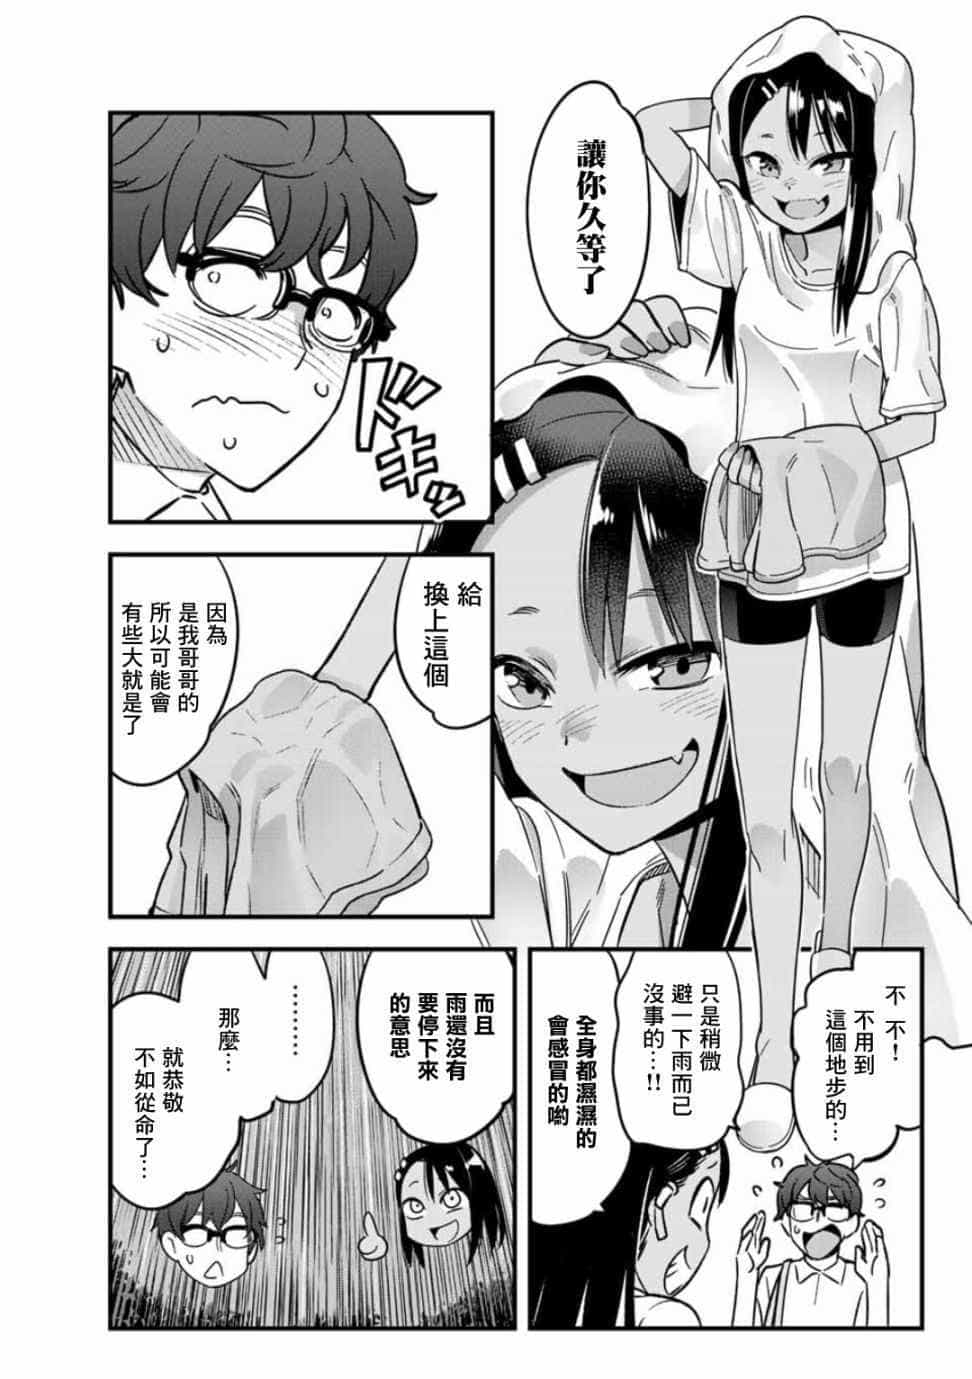 讓你久等了
ドキッ
給
換上這個
因為
是我哥哥的
所以可能會
有些大就是了
不不！
不用到
這個地步的…
只是稍微
避一下雨而已
沒事的…!!
全身都濕濕的
會感冒的喲
而且
雨還沒有
要停下來
的意思
………
那麼…
就恭敬
不如從命了…